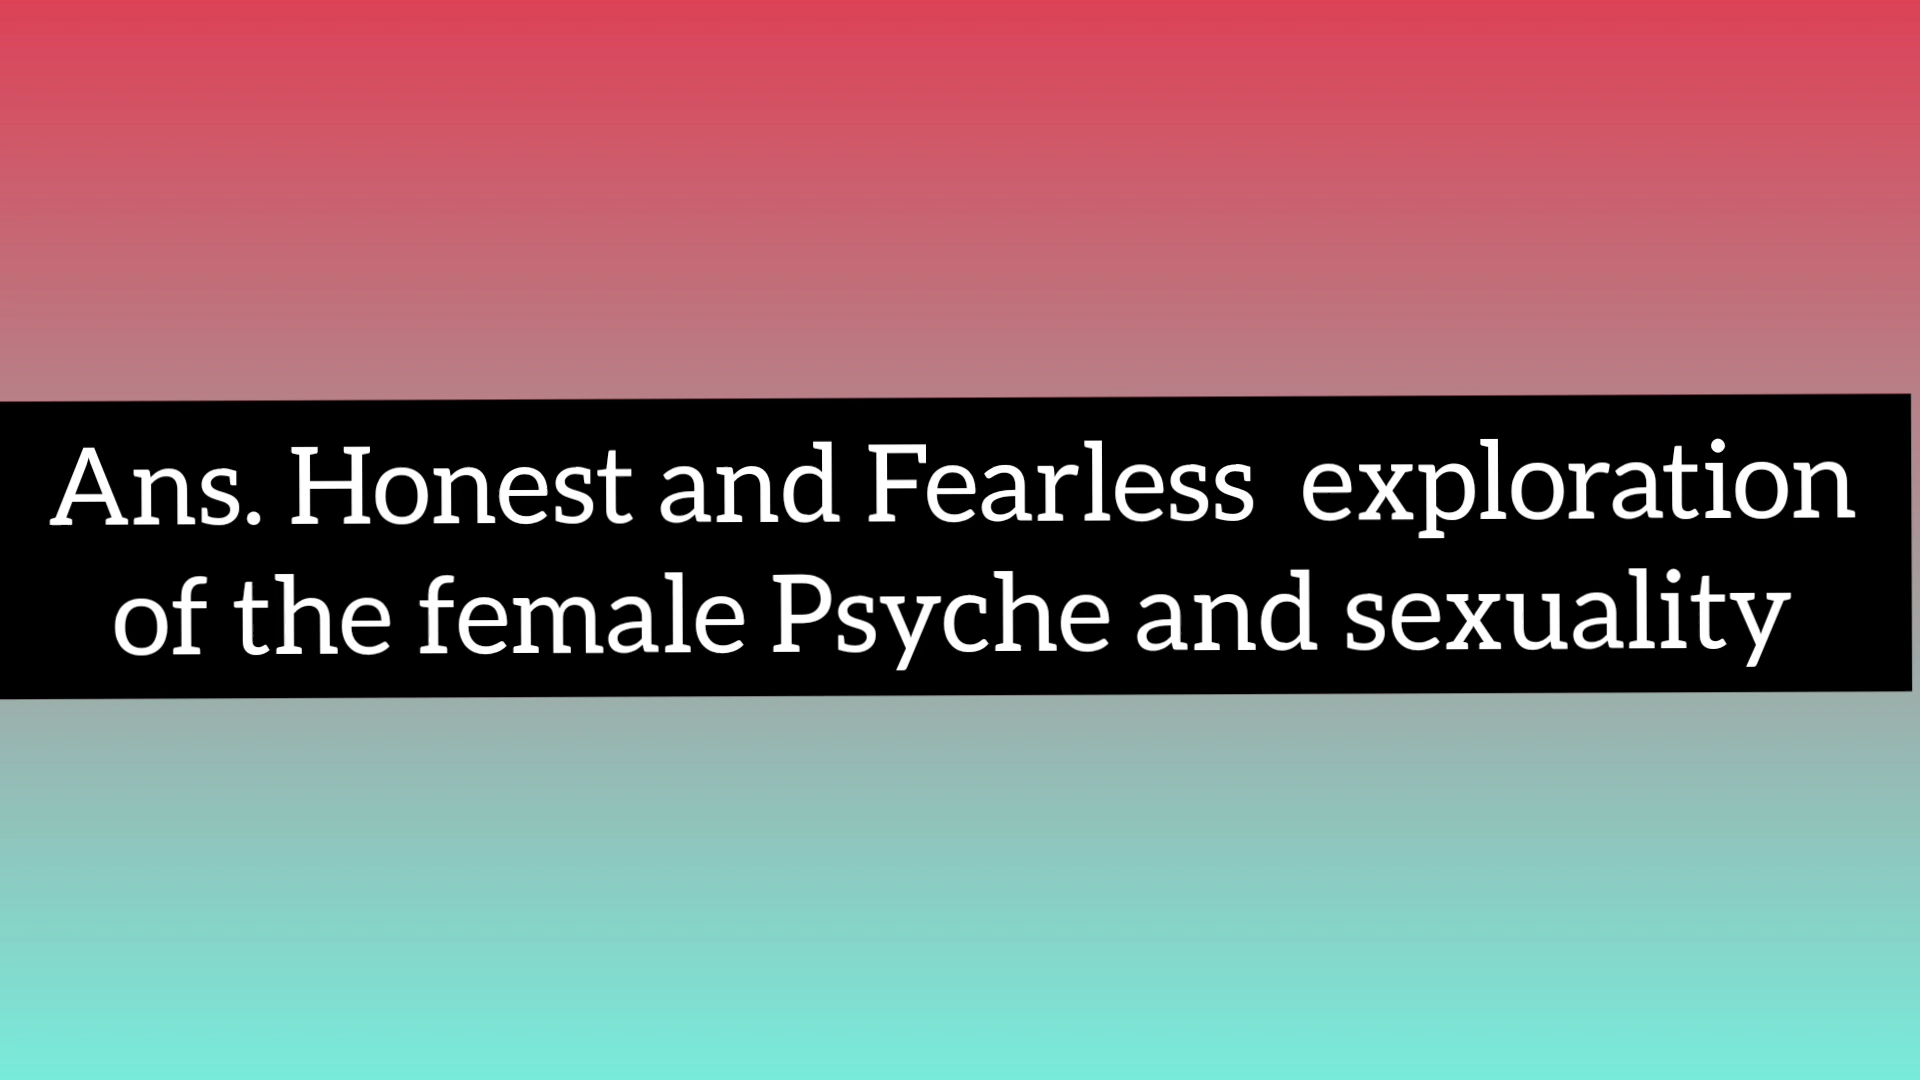 Ans. Honest and Fearless exploration
of the female Psyche and sexuality